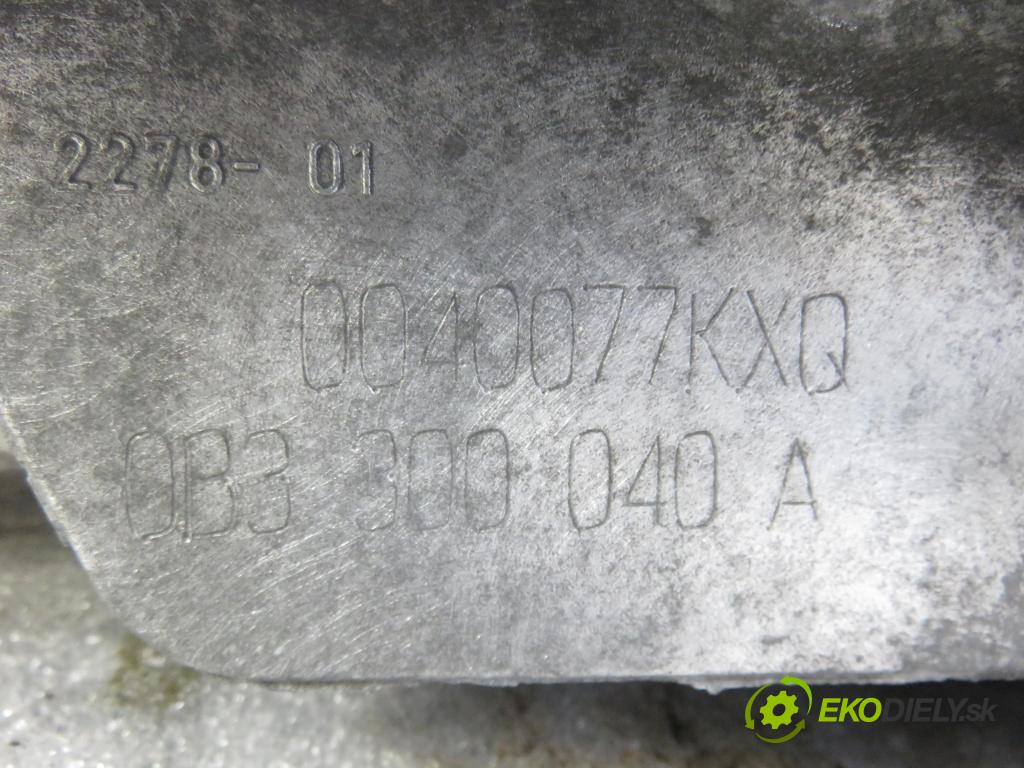 2278- 01
0040077KXQ
0B3 300 040 A
EKODIELY.sk